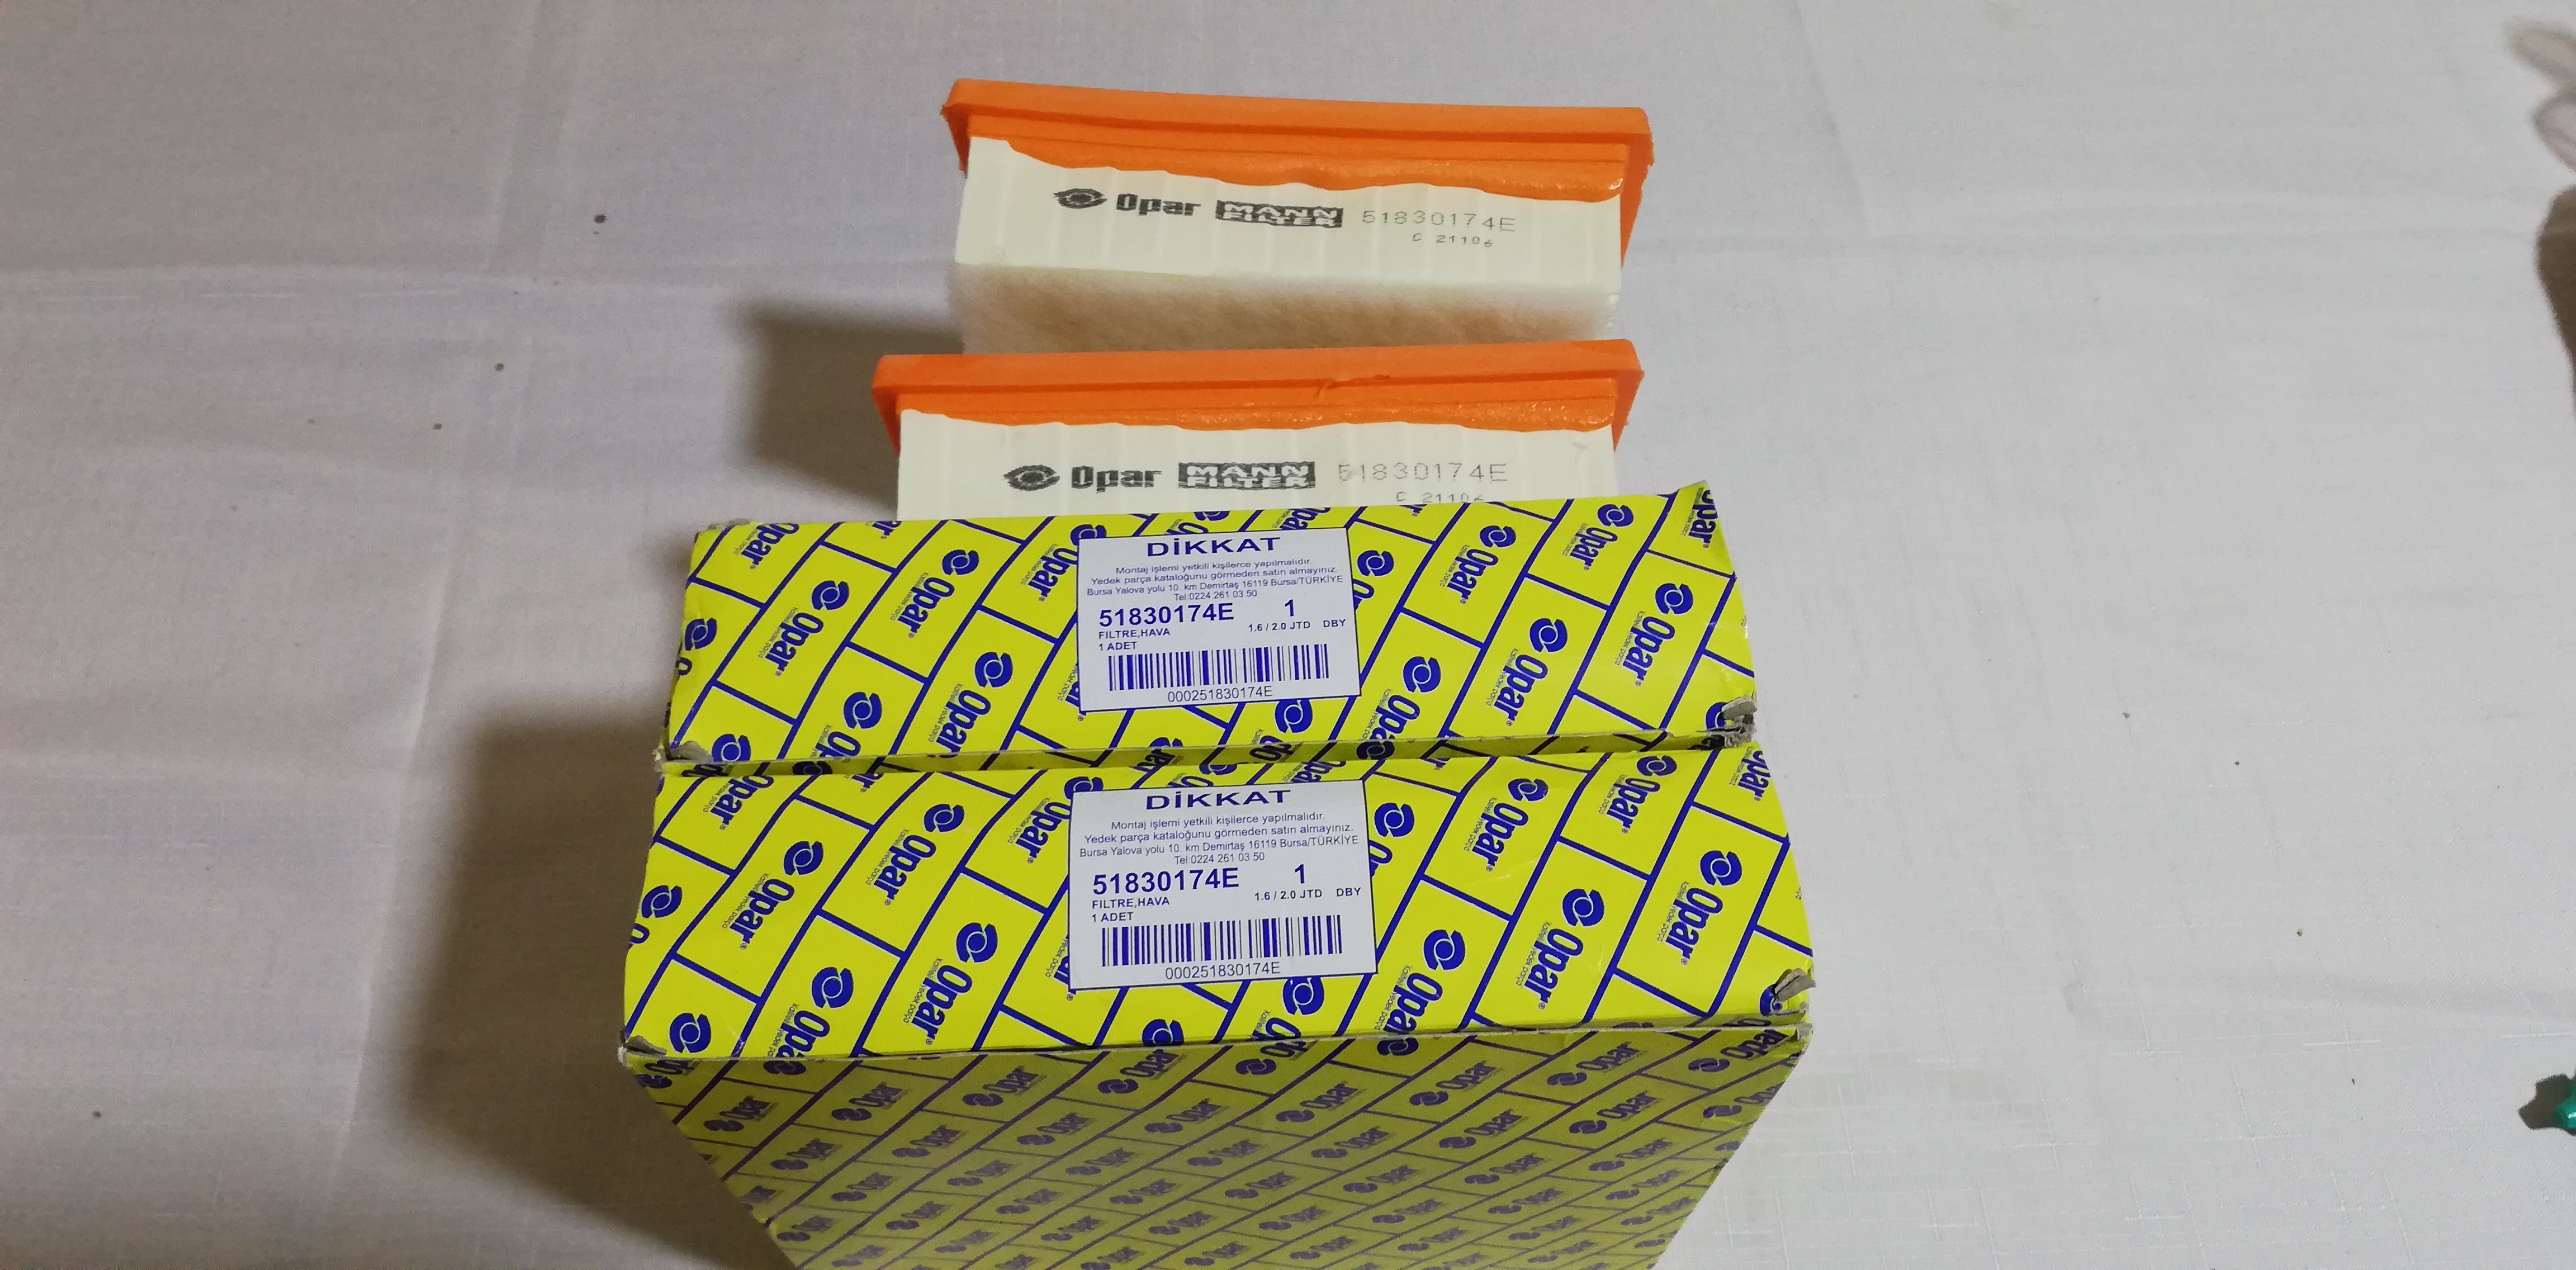 Opar MANN FILTER 51830174E
C 21106
Opar MANN FILTER 51830174E
C 21106
DİKKAT
Montaj işlemi yetkili kişilerce yapılmalıdır.
Yedek parça kataloğunu görmeden satın almayınız.
Bursa Yalova yolu 10. km Demirtaş 16119 Bursa/TÜRKİYE
Tel:0224 261 03 50
51830174E 1
FILTRE,HAVA 1.6 / 2.0 JTD DBY
1 ADET
000251830174E
DİKKAT
Montaj işlemi yetkili kişilerce yapılmalıdır.
Yedek parça kataloğunu görmeden satın almayınız.
Bursa Yalova yolu 10. km Demirtaş 16119 Bursa/TÜRKİYE
Tel:0224 261 03 50
51830174E 1
FILTRE,HAVA 1.6 / 2.0 JTD DBY
1 ADET
000251830174E
Opar